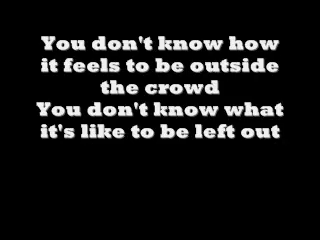 You don't know how
it feels to be outside
the crowd
You don't know what
it's like to be left out